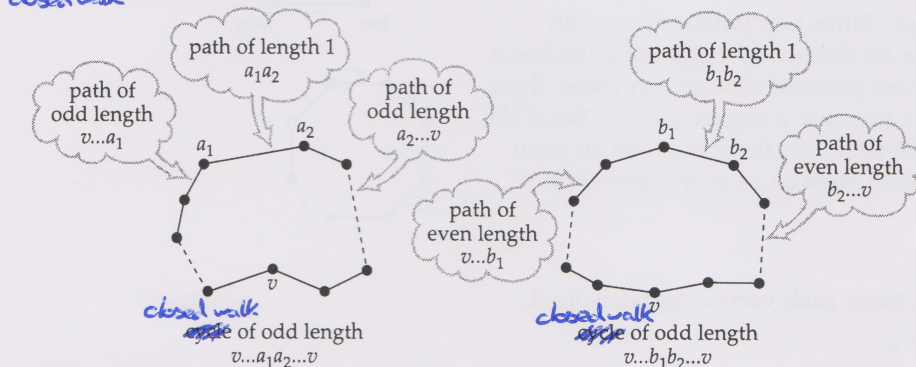 closed walk
path of length 1
a₁a₂
path of
odd length
v...a₁
path of
odd length
a₂...v
a₁
a₂
v
closed walk
cycle of odd length
v...a₁a₂...v
path of length 1
b₁b₂
b₁
b₂
path of
even length
b₂...v
path of
even length
v...b₁
v
closed walk
cycle of odd length
v...b₁b₂...v